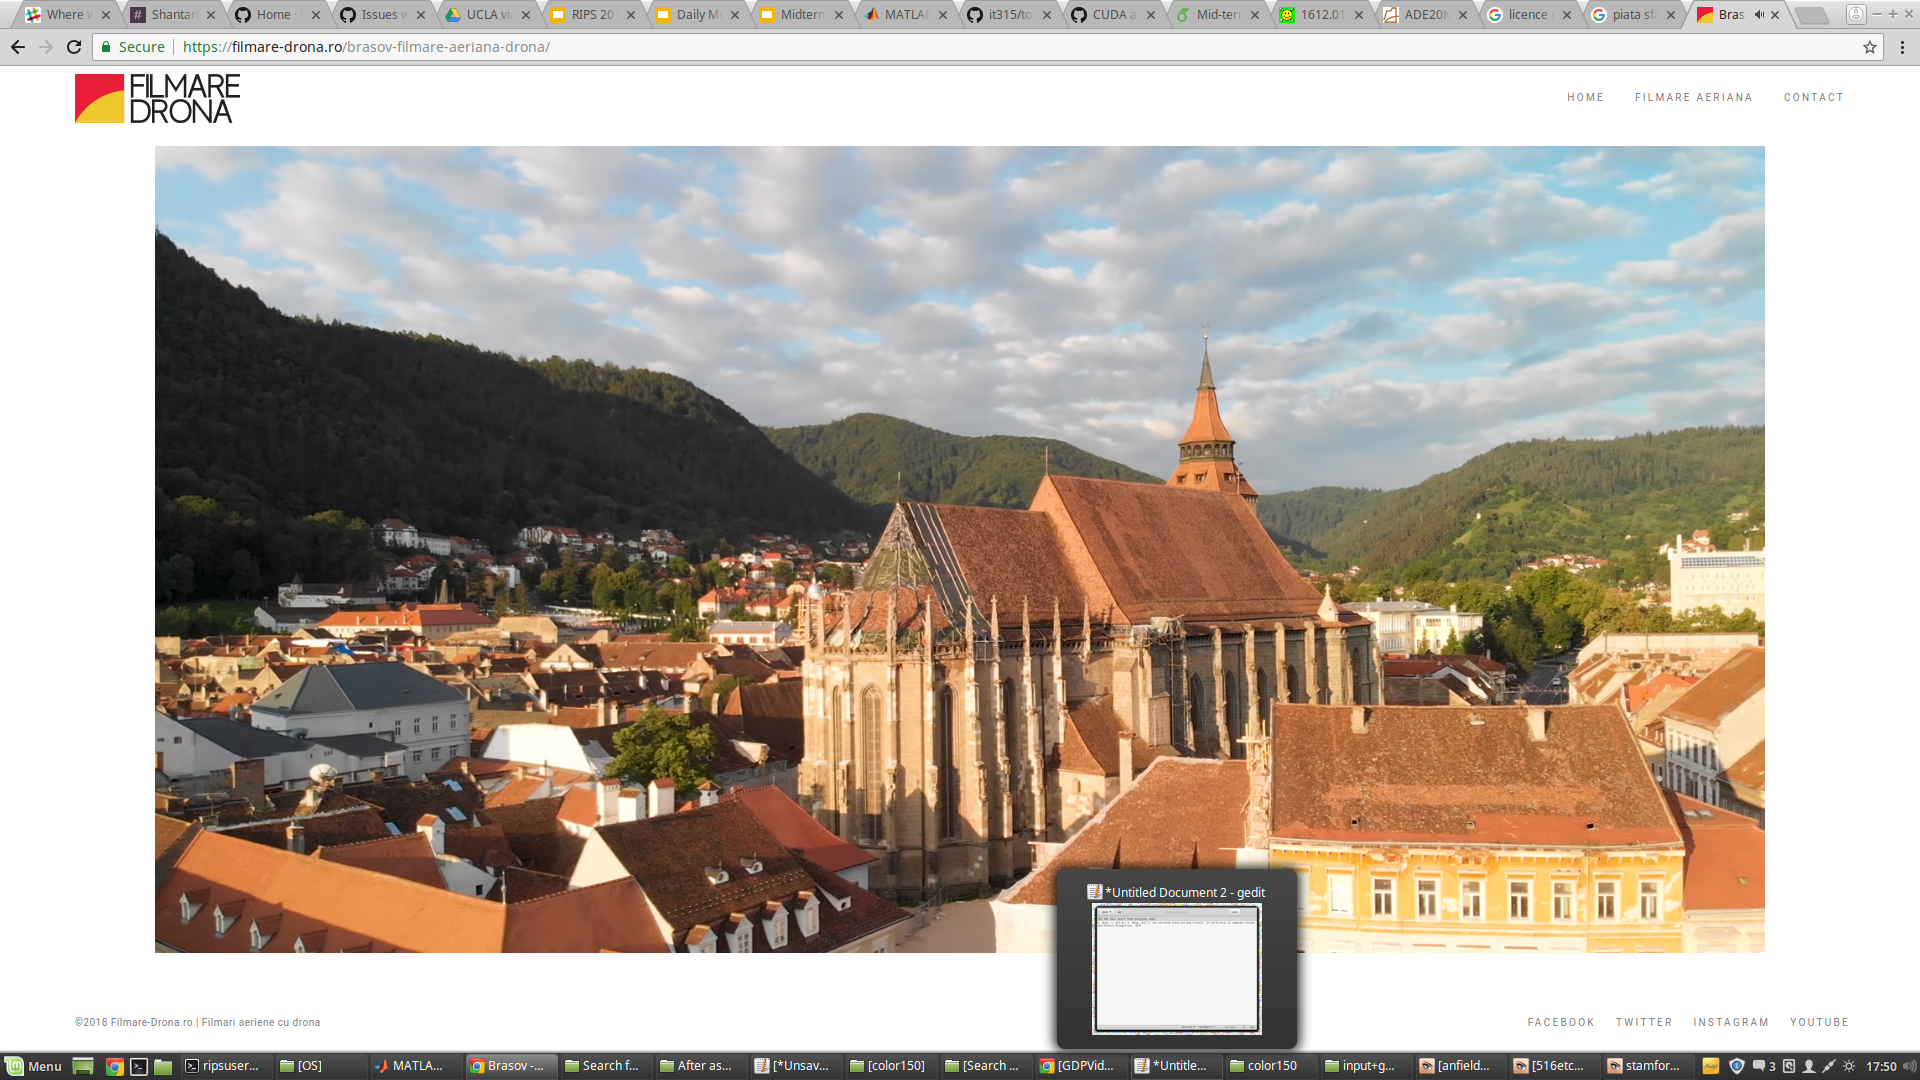 Where w
Shantan
Home ·
Issues w
UCLA vi
RIPS 20
Daily M
Midterm
MATLAB
it315/to
CUDA a
Mid-terr
1612.01
ADE20K
licence
piata sf
Bras
Secure
https://filmare-drona.ro/brasov-filmare-aeriana-drona/
FILMARE
DRONA
HOME
FILMARE AERIANA
CONTACT
*Untitled Document 2 - gedit
©2018 Filmare-Drona.ro | Filmari aeriene cu drona
FACEBOOK
TWITTER
INSTAGRAM
YOUTUBE
Menu
ripsuser...
[OS]
MATLA...
Brasov -...
Search f...
After as...
[*Unsav...
[color150]
[Search ...
[GDPVid...
*Untitle...
color150
input+g...
[anfield...
[516etc...
stamfor...
3
17:50